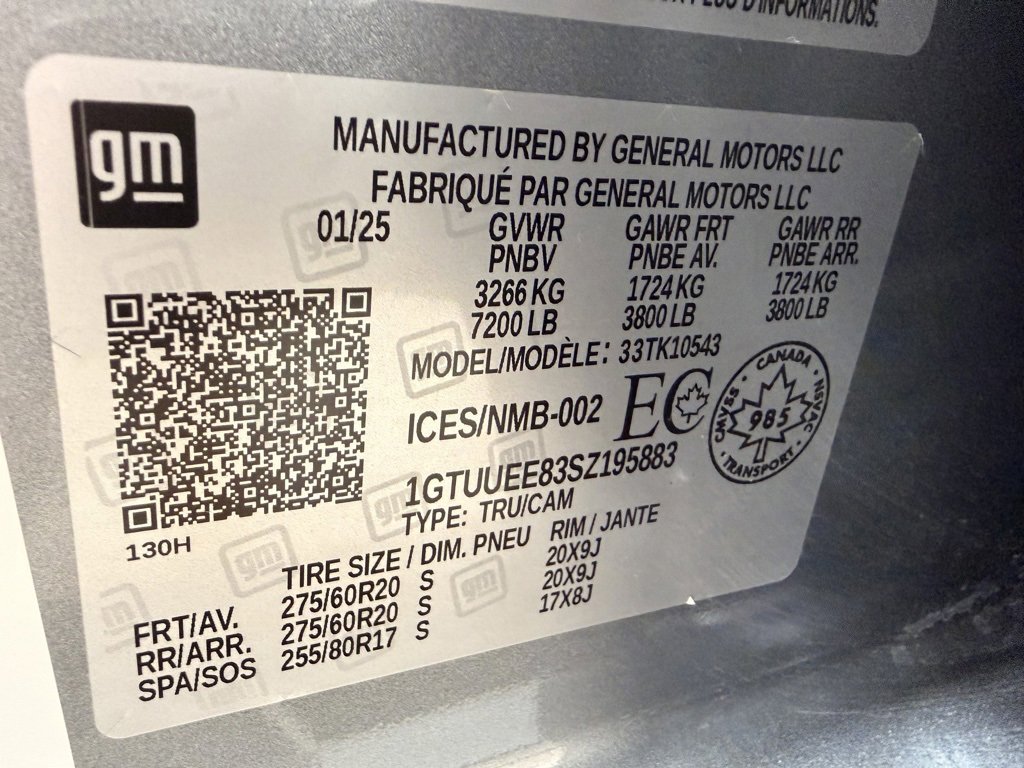 D'INFORMATIONS.
gm
MANUFACTURED BY GENERAL MOTORS LLC
FABRIQUÉ PAR GENERAL MOTORS LLC
01/25 GVWR GAWR FRT GAWR RR
PNBV PNBE AV. PNBE ARR.
3266 KG 1724 KG 1724 KG
7200 LB 3800 LB 3800 LB
MODEL/MODÈLE: 33TK10543
ICES/NMB-002 EC
CANADA
CMVSS 985 NSVAC
TRANSPORT
1GTUUEE83SZ195883
TYPE: TRU/CAM
130H
TIRE SIZE / DIM. PNEU RIM / JANTE
FRT/AV. 275/60R20 S 20X9J
RR/ARR. 275/60R20 S 20X9J
SPA/SOS 255/80R17 S 17X8J